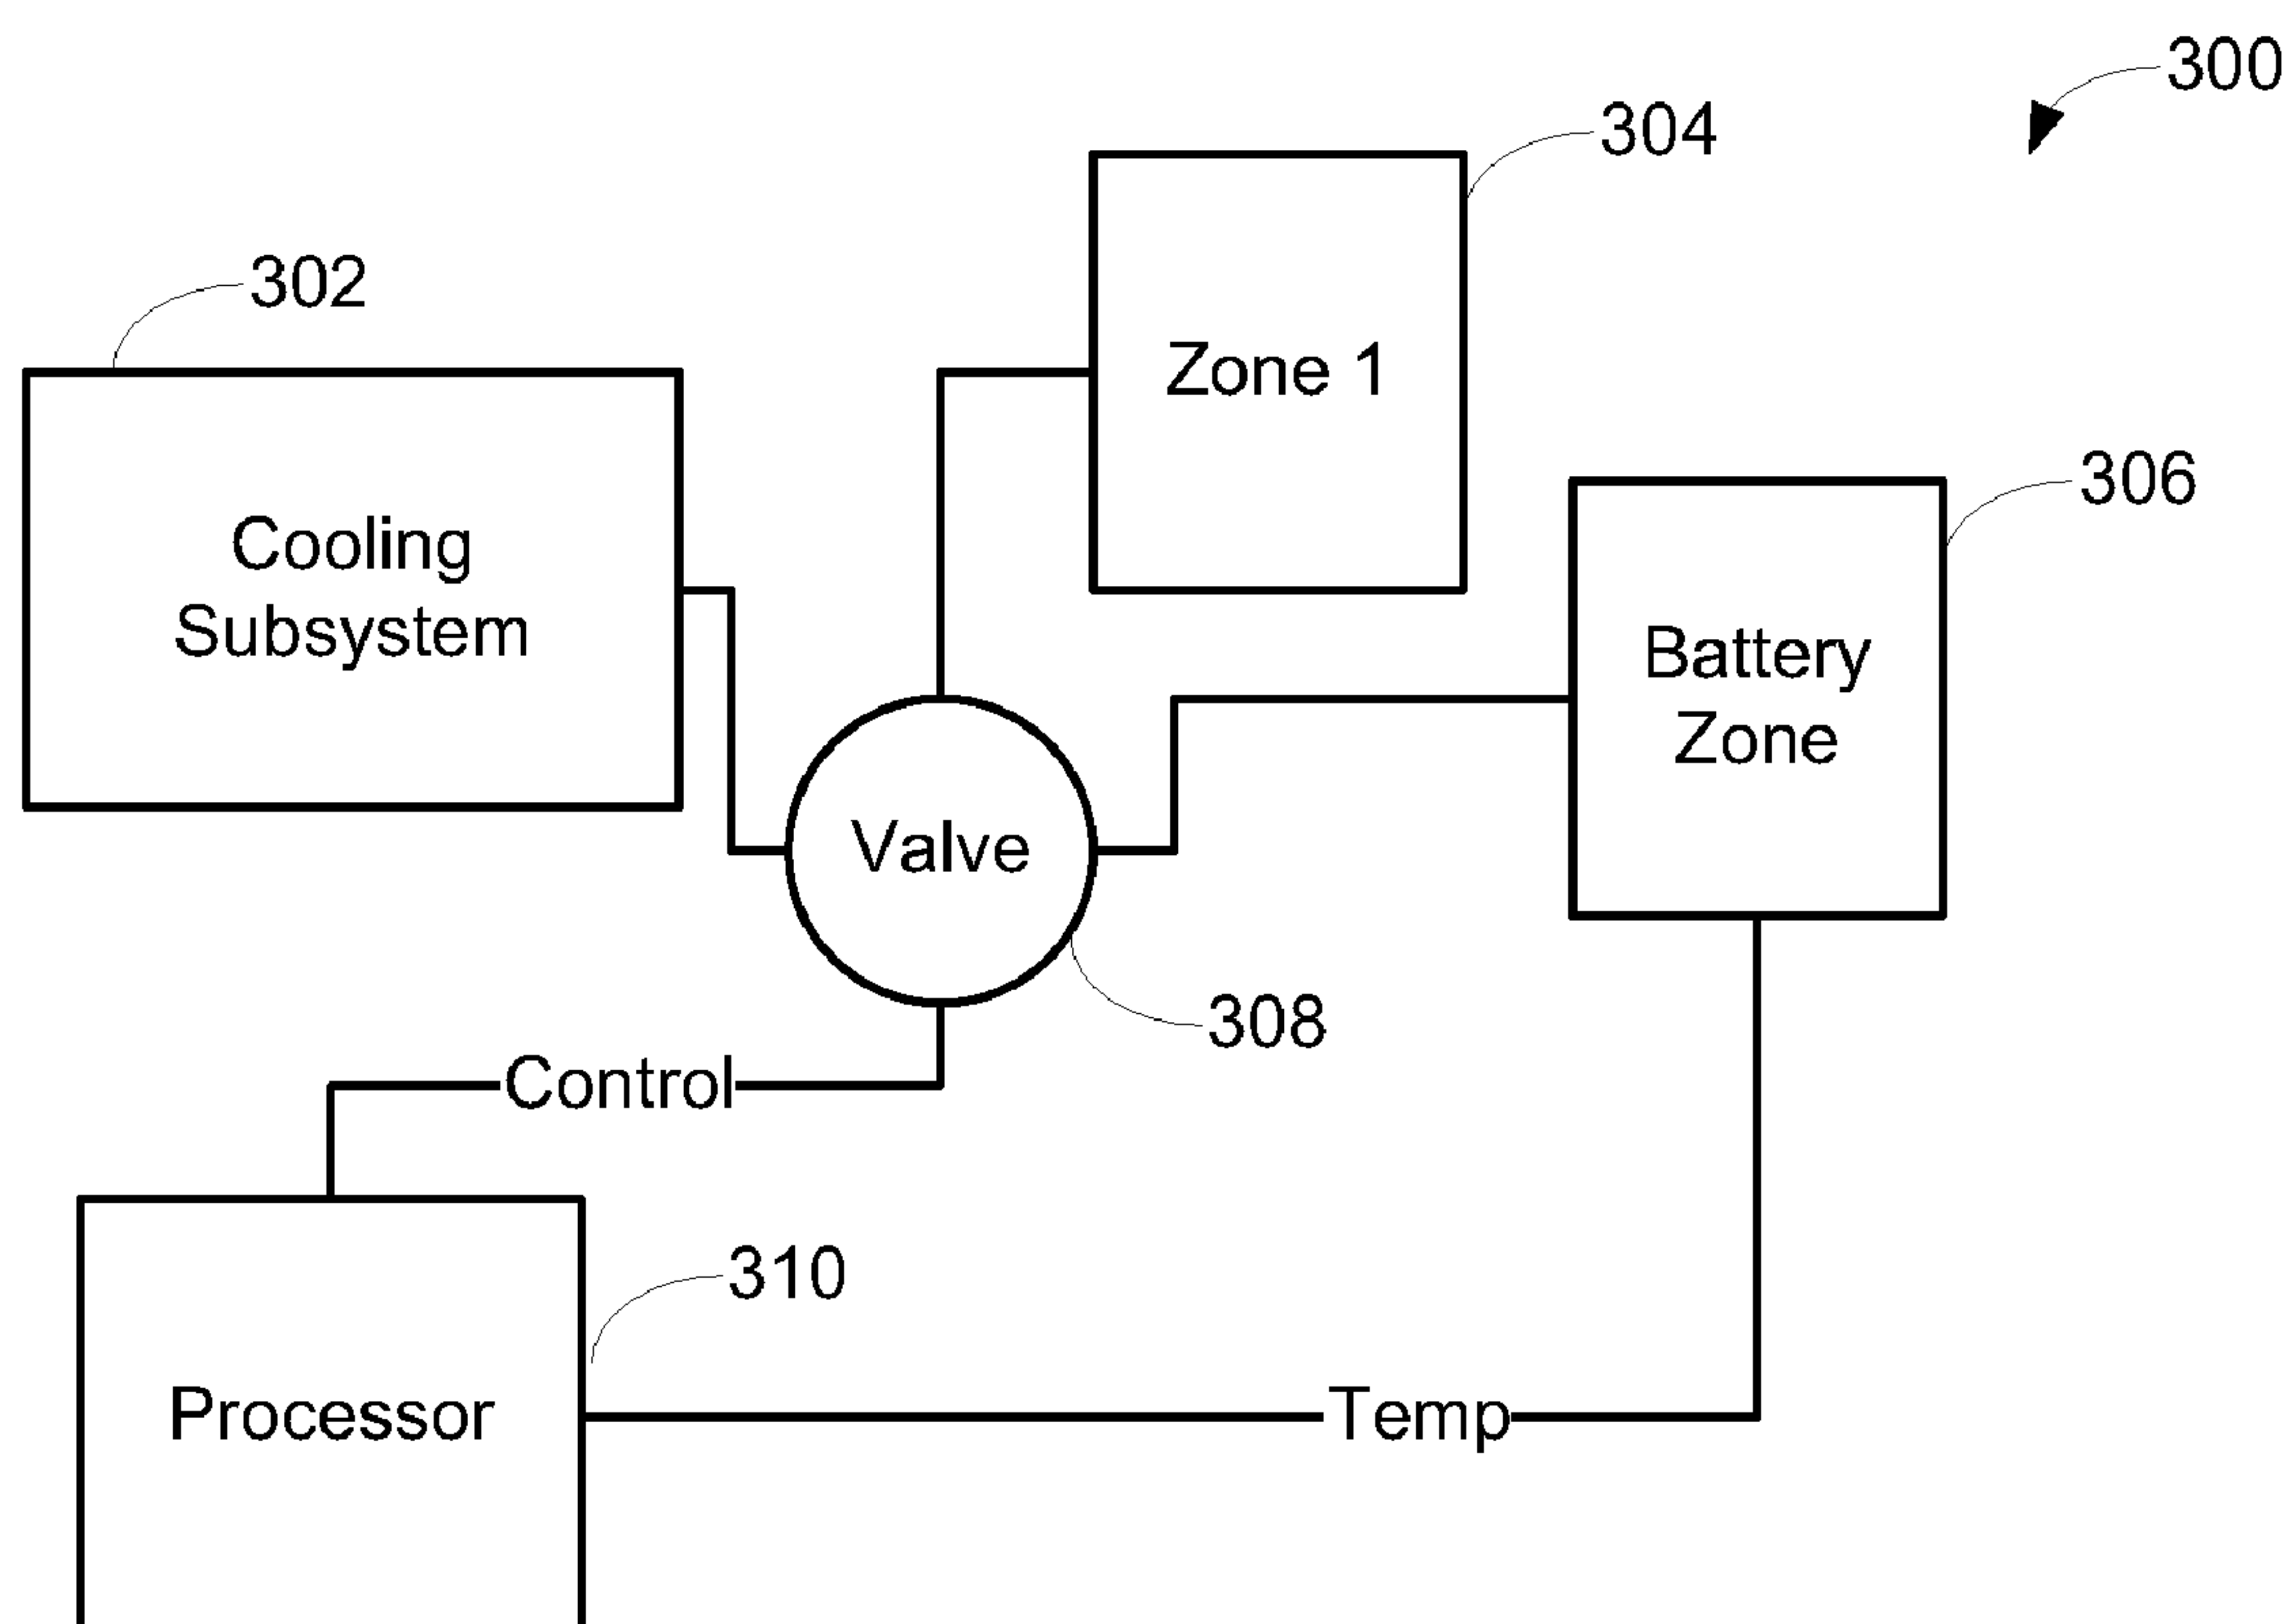 300
304
302
Zone 1
306
Cooling
Subsystem
Battery
Zone
Valve
308
Control
310
Processor
Temp